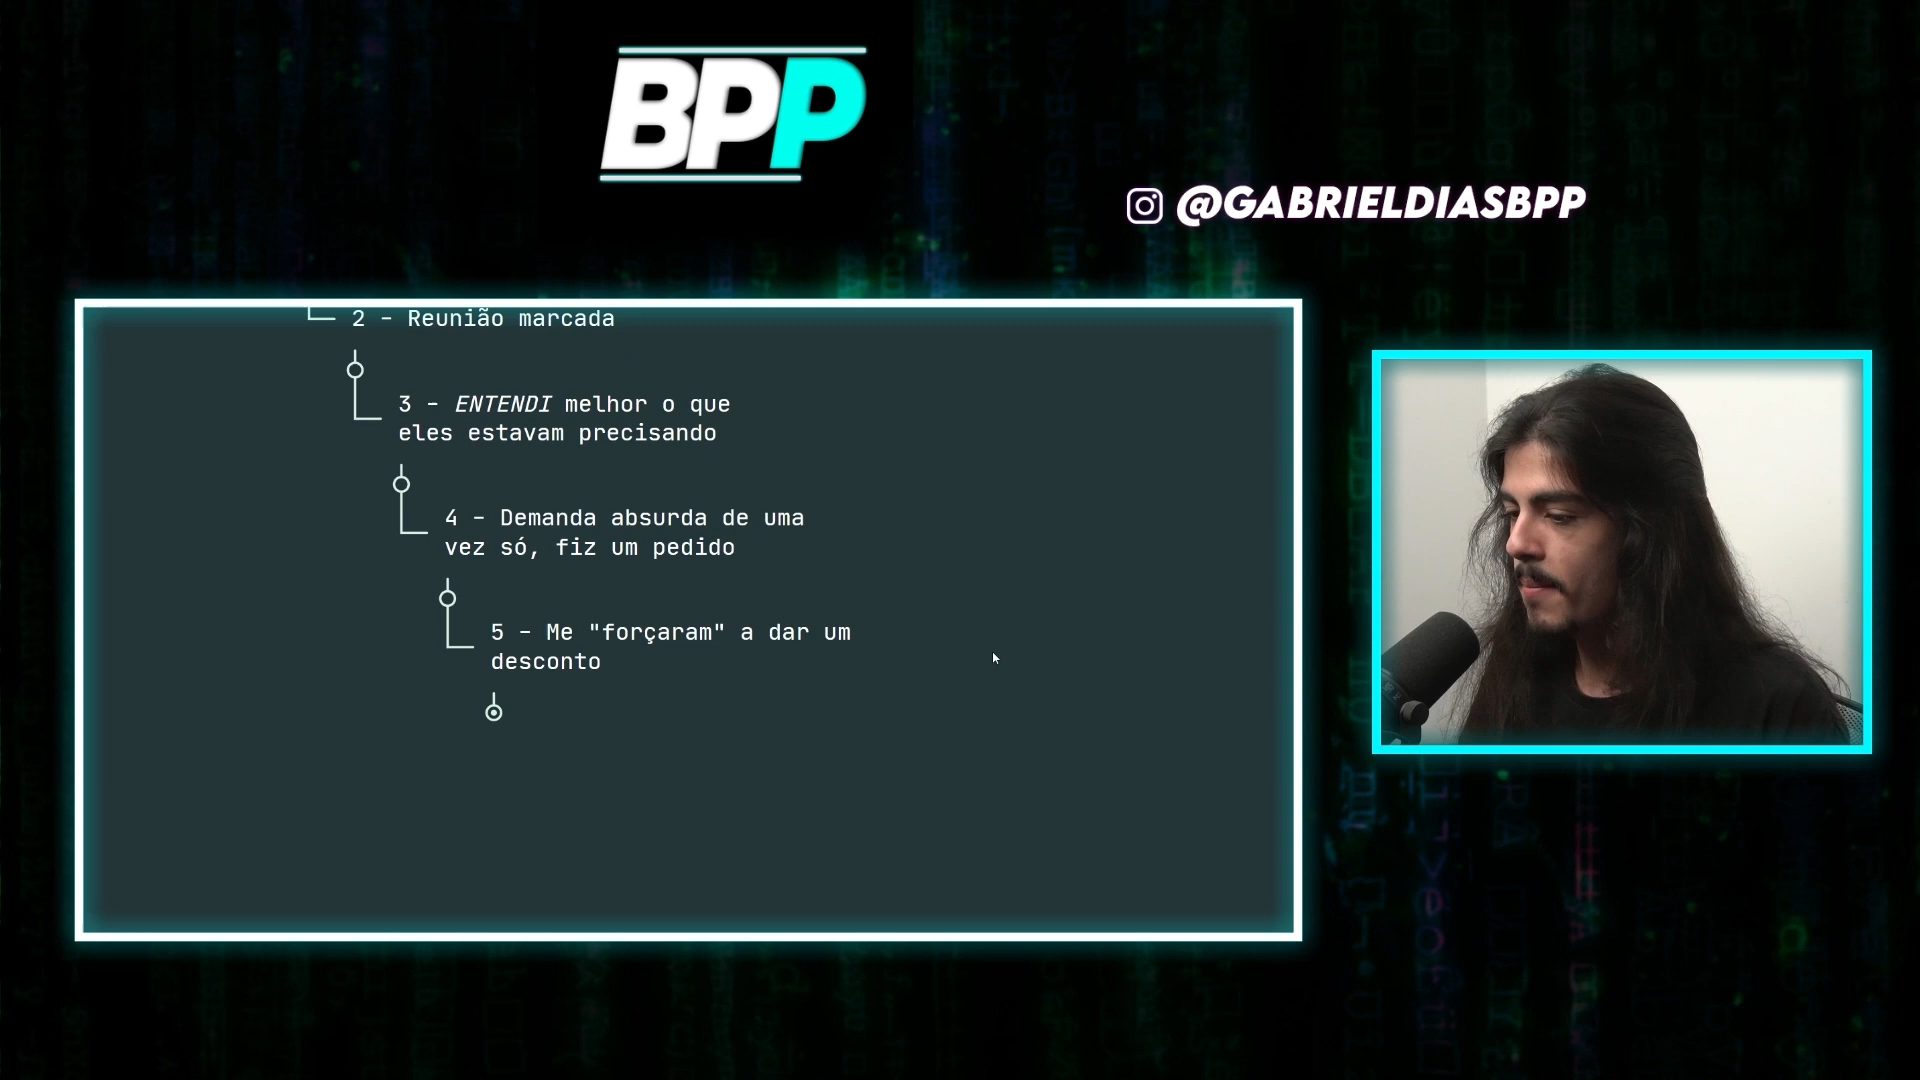 BPP
@GABRIELDIASBPP
2 - Reunião marcada
3 - ENTENDI melhor o que
eles estavam precisando
4 - Demanda absurda de uma
vez só, fiz um pedido
5 - Me "forçaram" a dar um
desconto